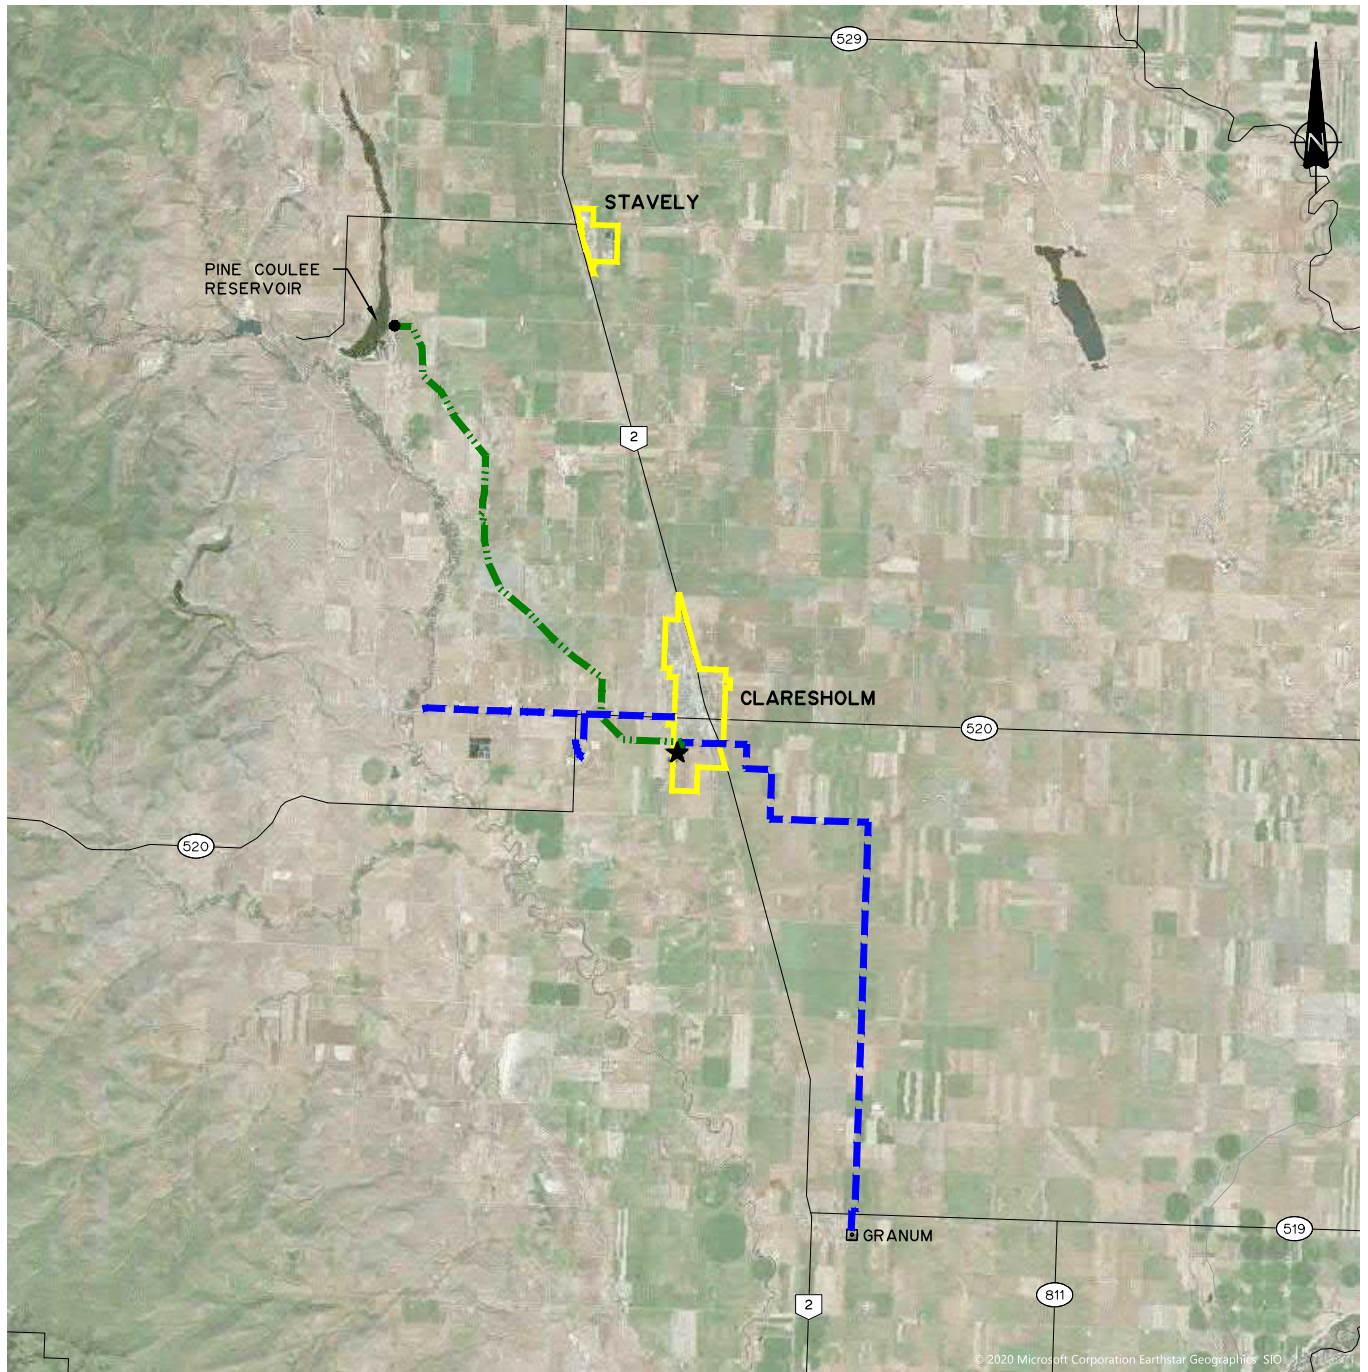 529
N
STAVELY
PINE COULEE
RESERVOIR
2
CLARESHOLM
520
520
GRANUM
519
811
2
© 2020 Microsoft Corporation Earthstar Geographics SIO